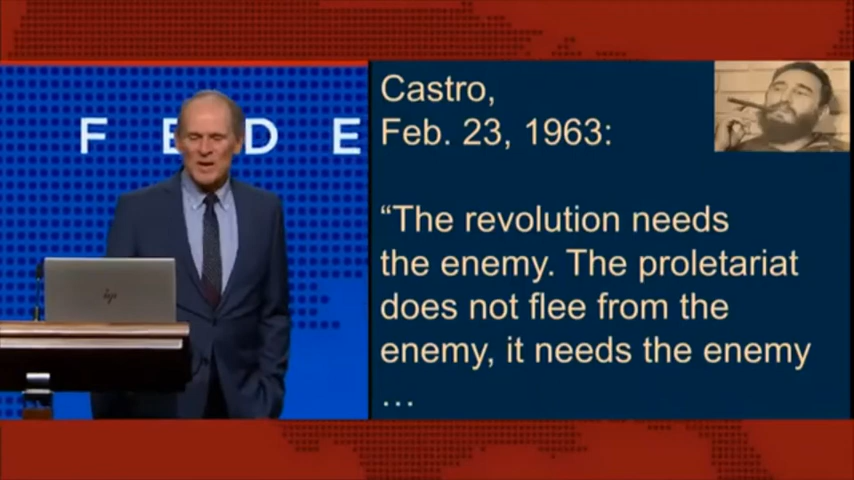 F E D E
Castro,
Feb. 23, 1963:
“The revolution needs
the enemy. The proletariat
does not flee from the
enemy, it needs the enemy
…
hp